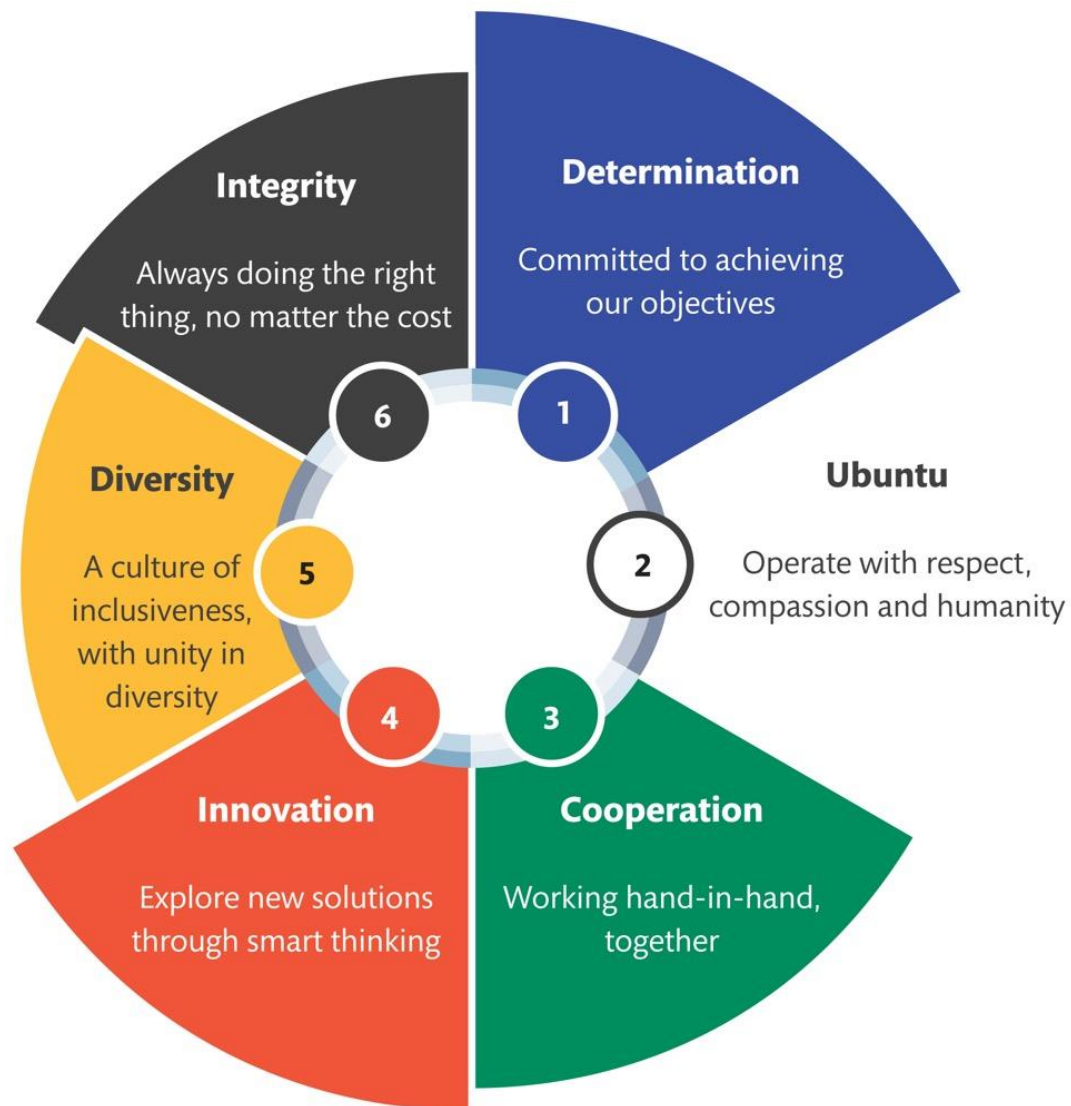 1
Determination
Committed to achieving
our objectives
2
Ubuntu
Operate with respect,
compassion and humanity
3
Cooperation
Working hand-in-hand,
together
4
Innovation
Explore new solutions
through smart thinking
5
Diversity
A culture of
inclusiveness,
with unity in
diversity
6
Integrity
Always doing the right
thing, no matter the cost